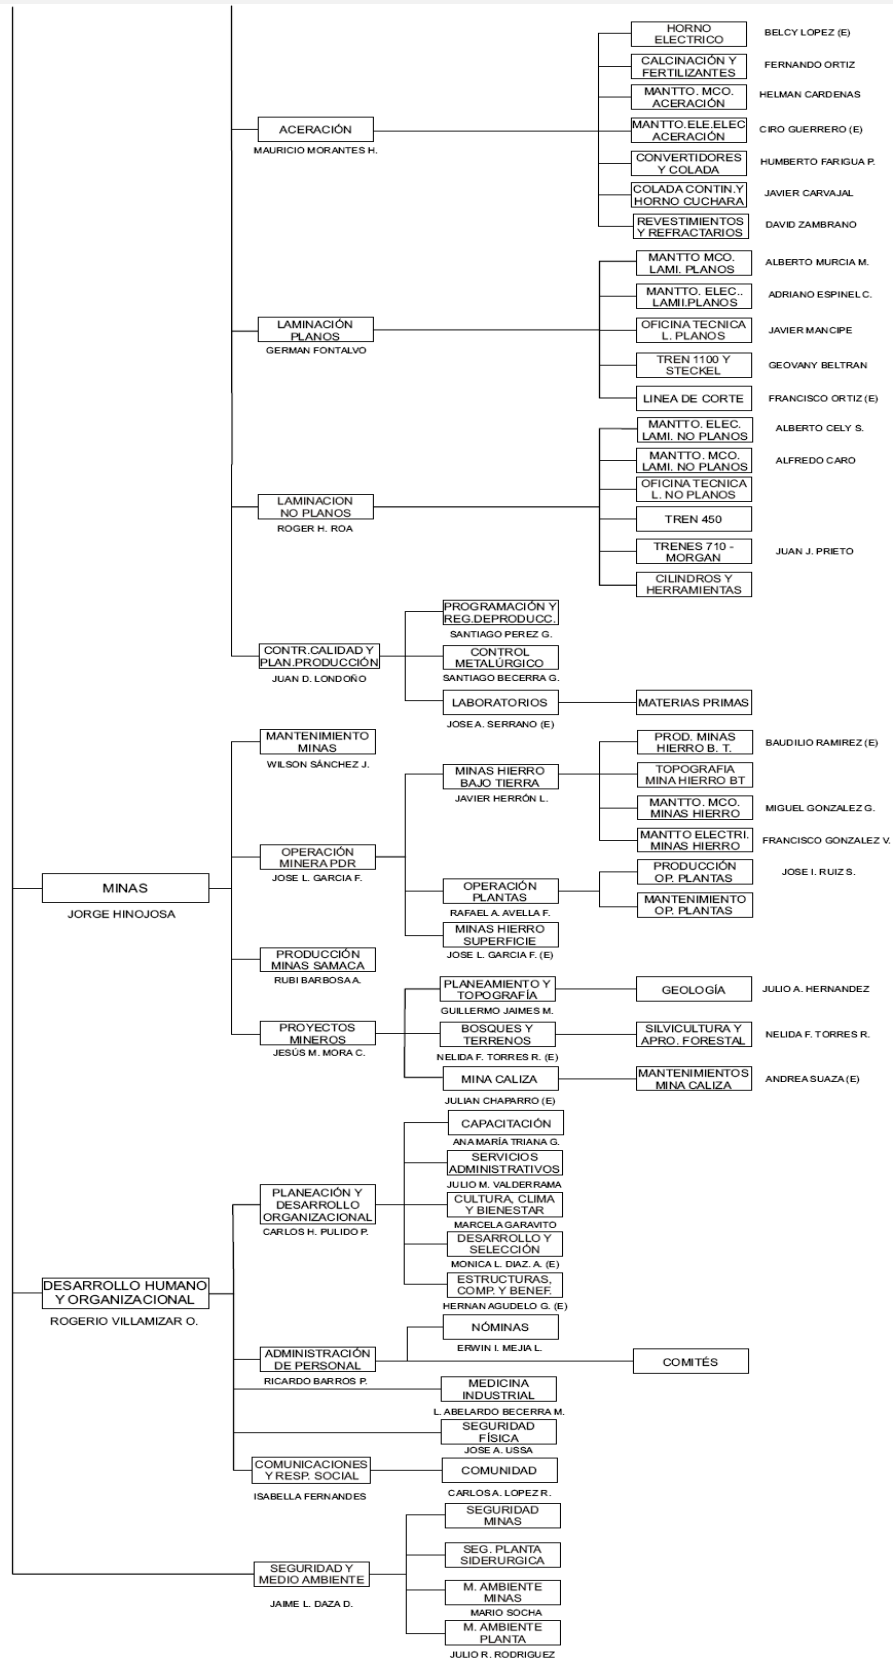 HORNO
ELECTRICO
BELCY LOPEZ (E)
CALCINACIÓN Y
FERTILIZANTES
FERNANDO ORTIZ
MANTTO. MCO.
ACERACIÓN
HELMAN CARDENAS
ACERACIÓN
MAURICIO MORANTES H.
MANTTO.ELE.ELEC
ACERACIÓN
CIRO GUERRERO (E)
CONVERTIDORES
Y COLADA
HUMBERTO FARIGUA P.
COLADA CONTIN.Y
HORNO CUCHARA
JAVIER CARVAJAL
REVESTIMIENTOS
Y REFRACTARIOS
DAVID ZAMBRANO
MANTTO MCO.
LAMI. PLANOS
ALBERTO MURCIA M.
MANTTO. ELEC..
LAMII.PLANOS
ADRIANO ESPINEL C.
LAMINACIÓN
PLANOS
GERMAN FONTALVO
OFICINA TECNICA
L. PLANOS
JAVIER MANCIPE
TREN 1100 Y
STECKEL
GEOVANY BELTRAN
LINEA DE CORTE
FRANCISCO ORTIZ (E)
MANTTO. ELEC.
LAMI. NO PLANOS
ALBERTO CELY S.
MANTTO. MCO.
LAMI. NO PLANOS
ALFREDO CARO
OFICINA TECNICA
L. NO PLANOS
LAMINACION
NO PLANOS
ROGER H. ROA
TREN 450
TRENES 710 -
MORGAN
JUAN J. PRIETO
CILINDROS Y
HERRAMIENTAS
PROGRAMACIÓN Y
REG.DEPRODUCC.
SANTIAGO PEREZ G.
CONTR.CALIDAD Y
PLAN.PRODUCCIÓN
JUAN D. LONDOÑO
CONTROL
METALÚRGICO
SANTIAGO BECERRA G.
LABORATORIOS
JOSE A. SERRANO (E)
MATERIAS PRIMAS
MANTENIMIENTO
MINAS
WILSON SÁNCHEZ J.
PROD. MINAS
HIERRO B. T.
BAUDILIO RAMIREZ (E)
MINAS HIERRO
BAJO TIERRA
JAVIER HERRÓN L.
TOPOGRAFIA
MINA HIERRO BT
MANTTO. MCO.
MINAS HIERRO
MIGUEL GONZALEZ G.
MANTTO ELECTRI.
MINAS HIERRO
FRANCISCO GONZALEZ V.
OPERACIÓN
MINERA PDR
JOSE L. GARCIA F.
PRODUCCIÓN
OP. PLANTAS
JOSE I. RUIZ S.
MINAS
JORGE HINOJOSA
OPERACIÓN
PLANTAS
RAFAEL A. AVELLA F.
MANTENIMIENTO
OP. PLANTAS
MINAS HIERRO
SUPERFICIE
JOSE L. GARCIA F. (E)
PRODUCCIÓN
MINAS SAMACA
RUBI BARBOSA A.
PLANEAMIENTO Y
TOPOGRAFÍA
GUILLERMO JAIMES M.
GEOLOGÍA
JULIO A. HERNANDEZ
PROYECTOS
MINEROS
JESÚS M. MORA C.
BOSQUES Y
TERRENOS
NELIDA F. TORRES R. (E)
SILVICULTURA Y
APRO. FORESTAL
NELIDA F. TORRES R.
MINA CALIZA
JULIAN CHAPARRO (E)
MANTENIMIENTOS
MINA CALIZA
ANDREA SUAZA (E)
CAPACITACIÓN
ANA MARÍA TRIANA G.
SERVICIOS
ADMINISTRATIVOS
JULIO M. VALDERRAMA
PLANEACIÓN Y
DESARROLLO
ORGANIZACIONAL
CARLOS H. PULIDO P.
CULTURA, CLIMA
Y BIENESTAR
MARCELA GARAVITO
DESARROLLO Y
SELECCIÓN
MONICA L. DIAZ. A. (E)
ESTRUCTURAS,
COMP. Y BENEF.
HERNAN AGUDELO G. (E)
DESARROLLO HUMANO
Y ORGANIZACIONAL
ROGERIO VILLAMIZAR O.
NÓMINAS
ERWIN I. MEJIA L.
ADMINISTRACIÓN
DE PERSONAL
RICARDO BARROS P.
COMITÉS
MEDICINA
INDUSTRIAL
L. ABELARDO BECERRA M.
SEGURIDAD
FÍSICA
JOSE A. USSA
COMUNICACIONES
Y RESP. SOCIAL
ISABELLA FERNANDES
COMUNIDAD
CARLOS A. LOPEZ R.
SEGURIDAD
MINAS
SEG. PLANTA
SIDERURGICA
SEGURIDAD Y
MEDIO AMBIENTE
JAIME L. DAZA D.
M. AMBIENTE
MINAS
MARIO SOCHA
M. AMBIENTE
PLANTA
JULIO R. RODRIGUEZ